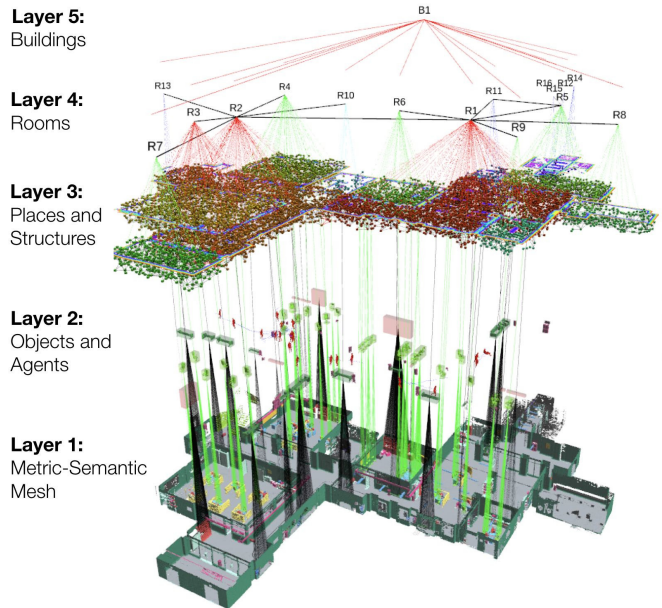 Layer 5:
Buildings
B1
Layer 4:
Rooms
R13
R4
R10
R11
R16
R12
R14
R15
R5
R3
R2
R6
R1
R8
R9
R7
Layer 3:
Places and
Structures
Layer 2:
Objects and
Agents
Layer 1:
Metric-Semantic
Mesh